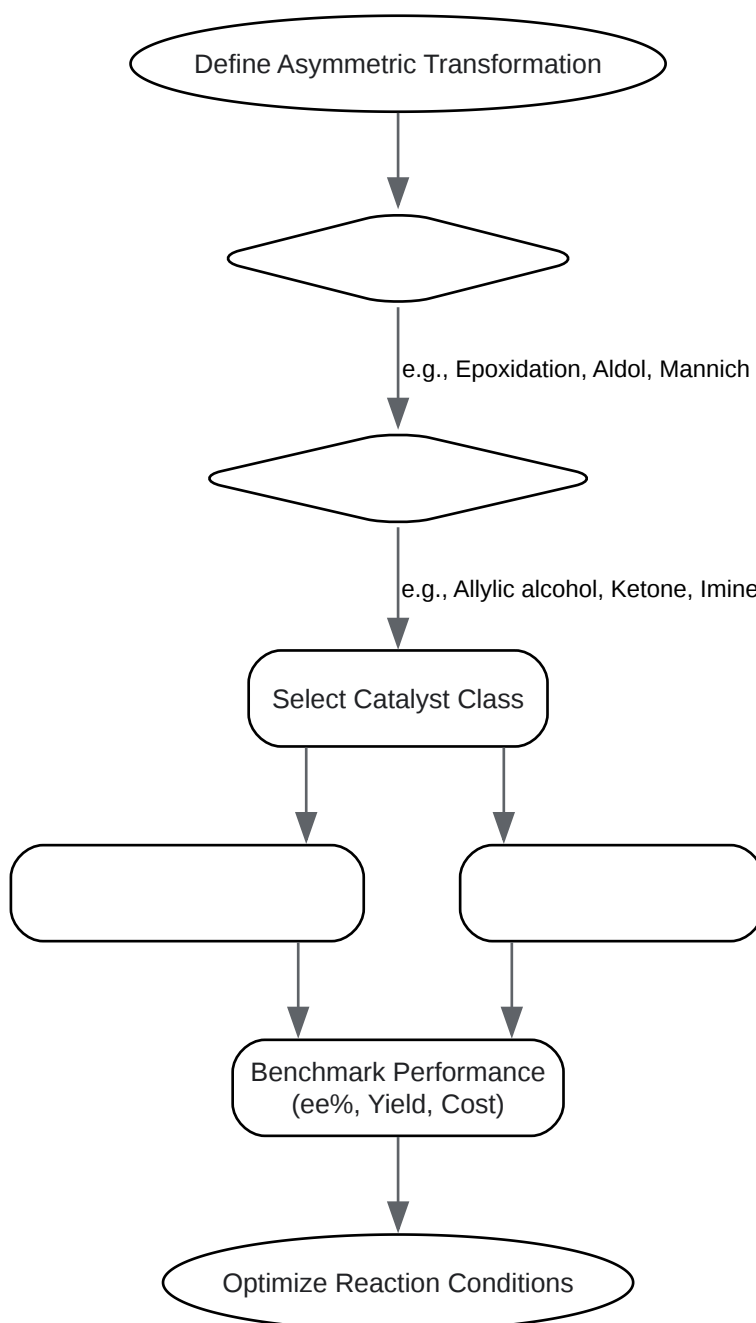 Define Asymmetric Transformation
e.g., Epoxidation, Aldol, Mannich
e.g., Allylic alcohol, Ketone, Imine
Select Catalyst Class
Benchmark Performance
(ee%, Yield, Cost)
Optimize Reaction Conditions